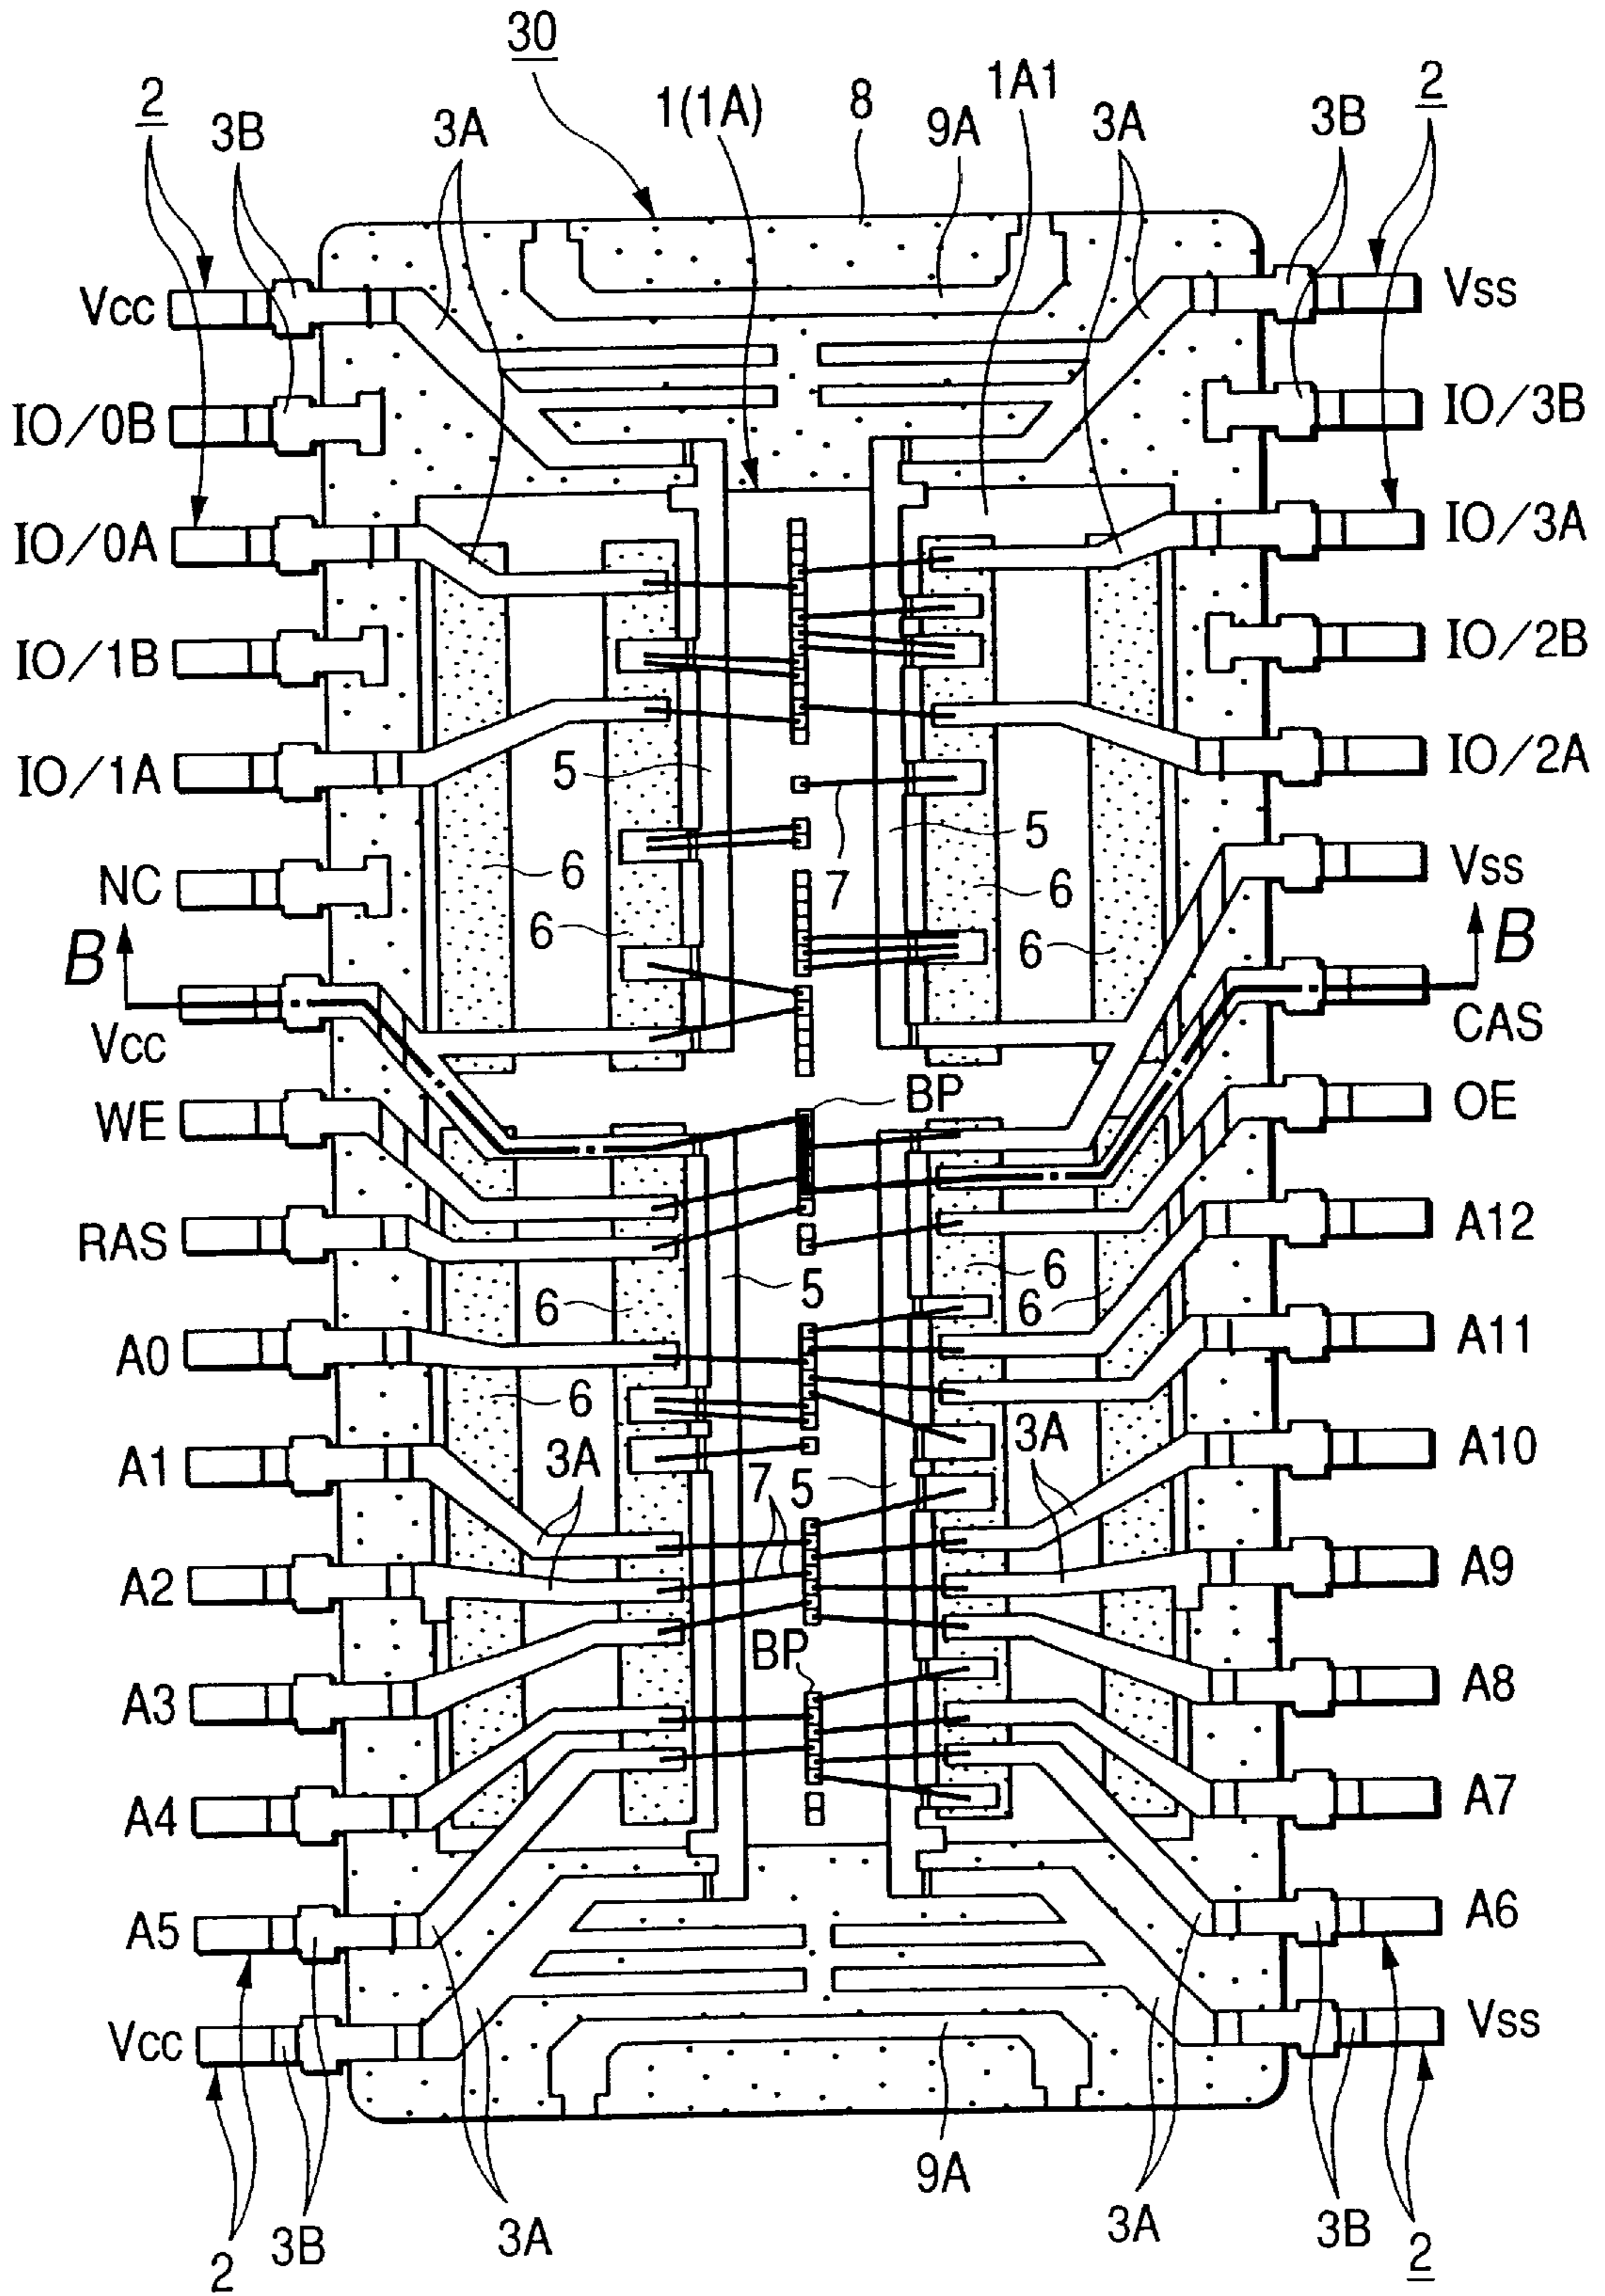 30
2
3B
3A
1(1A)
8
9A
1A1
3A
3B
2
Vcc
Vss
IO/0B
IO/3B
IO/0A
IO/3A
IO/1B
IO/2B
IO/1A
5
IO/2A
5
NC
6
7
6
Vss
6
6
B
B
Vcc
CAS
BP
WE
OE
RAS
A12
6
5
6
6
A0
A11
6
A1
3A
7
5
3A
A10
A2
A9
BP
A3
A8
A4
A7
A5
A6
Vcc
Vss
9A
2
3B
3A
3A
3B
2